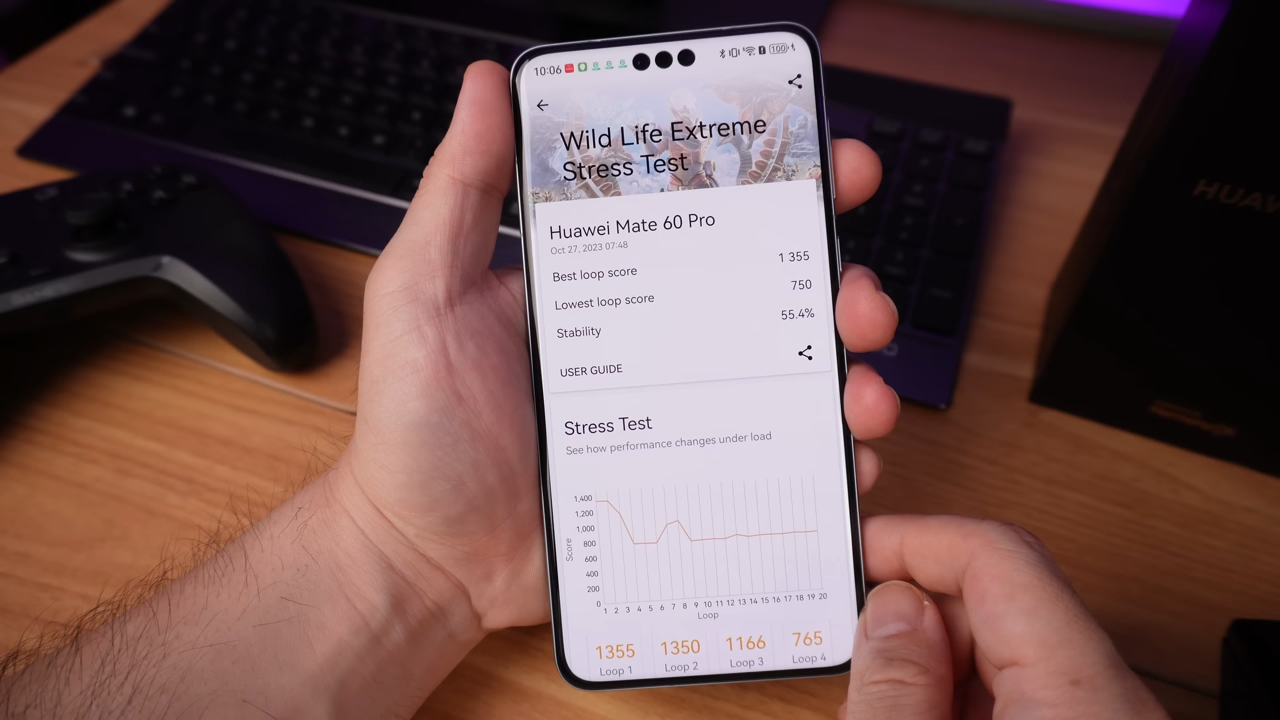 10:06
100
Wild Life Extreme
Stress Test
Huawei Mate 60 Pro
Oct 27, 2023 07:48
Best loop score 1 355
Lowest loop score 750
Stability 55.4%
USER GUIDE
Stress Test
See how performance changes under load
1,400
1,200
1,000
800
600
400
200
0
Score
1 2 3 4 5 6 7 8 9 10 11 12 13 14 15 16 17 18 19 20
Loop
1355 1350 1166 765
Loop 1 Loop 2 Loop 3 Loop 4